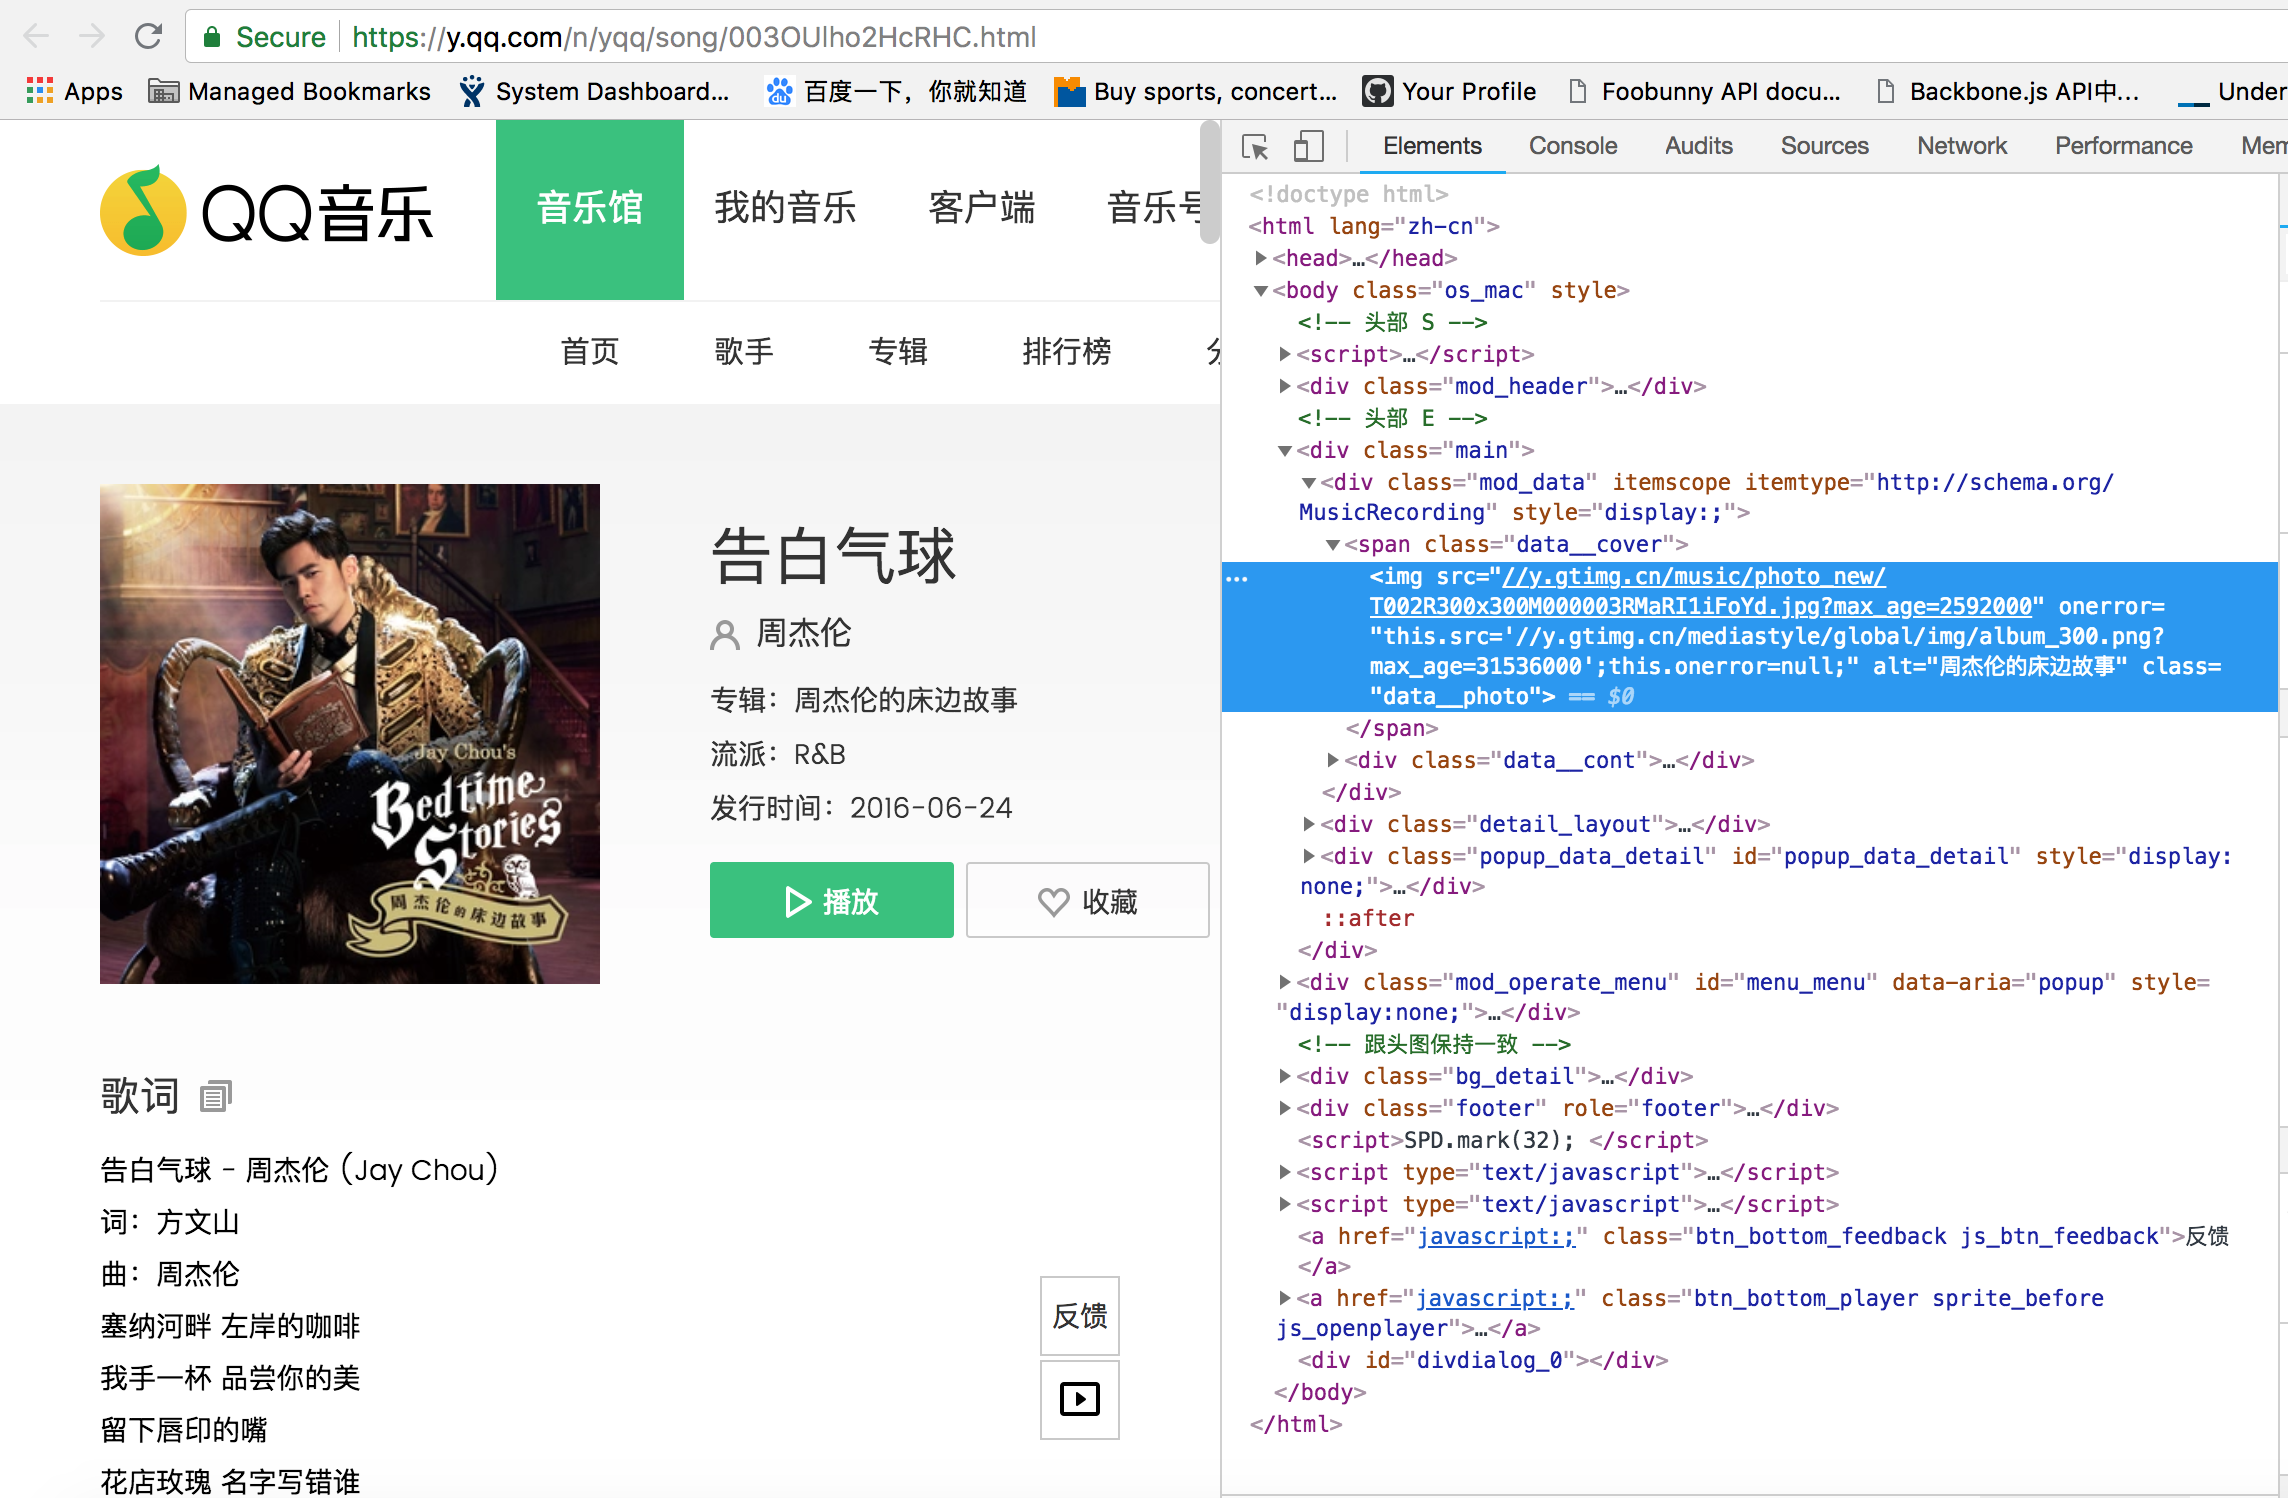 Secure https://y.qq.com/n/yqq/song/003OUlho2HcRHC.html
Apps Managed Bookmarks System Dashboard... 百度一下，你就知道 Buy sports, concert... Your Profile Foobunny API docu... Backbone.js API中... Under
QQ音乐 音乐馆 我的音乐 客户端 音乐号
首页 歌手 专辑 排行榜
Jay Chou's
Bedtime
Stories
周杰伦的床边故事
告白气球
周杰伦
专辑：周杰伦的床边故事
流派：R&B
发行时间：2016-06-24
播放 收藏
歌词
告白气球 - 周杰伦 (Jay Chou)
词：方文山
曲：周杰伦
塞纳河畔 左岸的咖啡
我手一杯 品尝你的美
留下唇印的嘴
花店玫瑰 名字写错谁
反馈
Elements Console Audits Sources Network Performance Mem
<!doctype html>
<html lang="zh-cn">
<head>…</head>
<body class="os_mac" style>
<!-- 头部 S -->
<script>…</script>
<div class="mod_header">…</div>
<!-- 头部 E -->
<div class="main">
<div class="mod_data" itemscope itemtype="http://schema.org/
MusicRecording" style="display:;">
<span class="data__cover">
... <img src="//y.gtimg.cn/music/photo_new/
T002R300x300M000003RMaRI1iFoYd.jpg?max_age=2592000" onerror=
"this.src='//y.gtimg.cn/mediastyle/global/img/album_300.png?
max_age=31536000';this.onerror=null;" alt="周杰伦的床边故事" class=
"data__photo"> == $0
</span>
<div class="data__cont">…</div>
</div>
<div class="detail_layout">…</div>
<div class="popup_data_detail" id="popup_data_detail" style="display:
none;">…</div>
::after
</div>
<div class="mod_operate_menu" id="menu_menu" data-aria="popup" style=
"display:none;">…</div>
<!-- 跟头图保持一致 -->
<div class="bg_detail">…</div>
<div class="footer" role="footer">…</div>
<script>SPD.mark(32); </script>
<script type="text/javascript">…</script>
<script type="text/javascript">…</script>
<a href="javascript:;" class="btn_bottom_feedback js_btn_feedback">反馈
</a>
<a href="javascript:;" class="btn_bottom_player sprite_before
js_openplayer">…</a>
<div id="divdialog_0"></div>
</body>
</html>